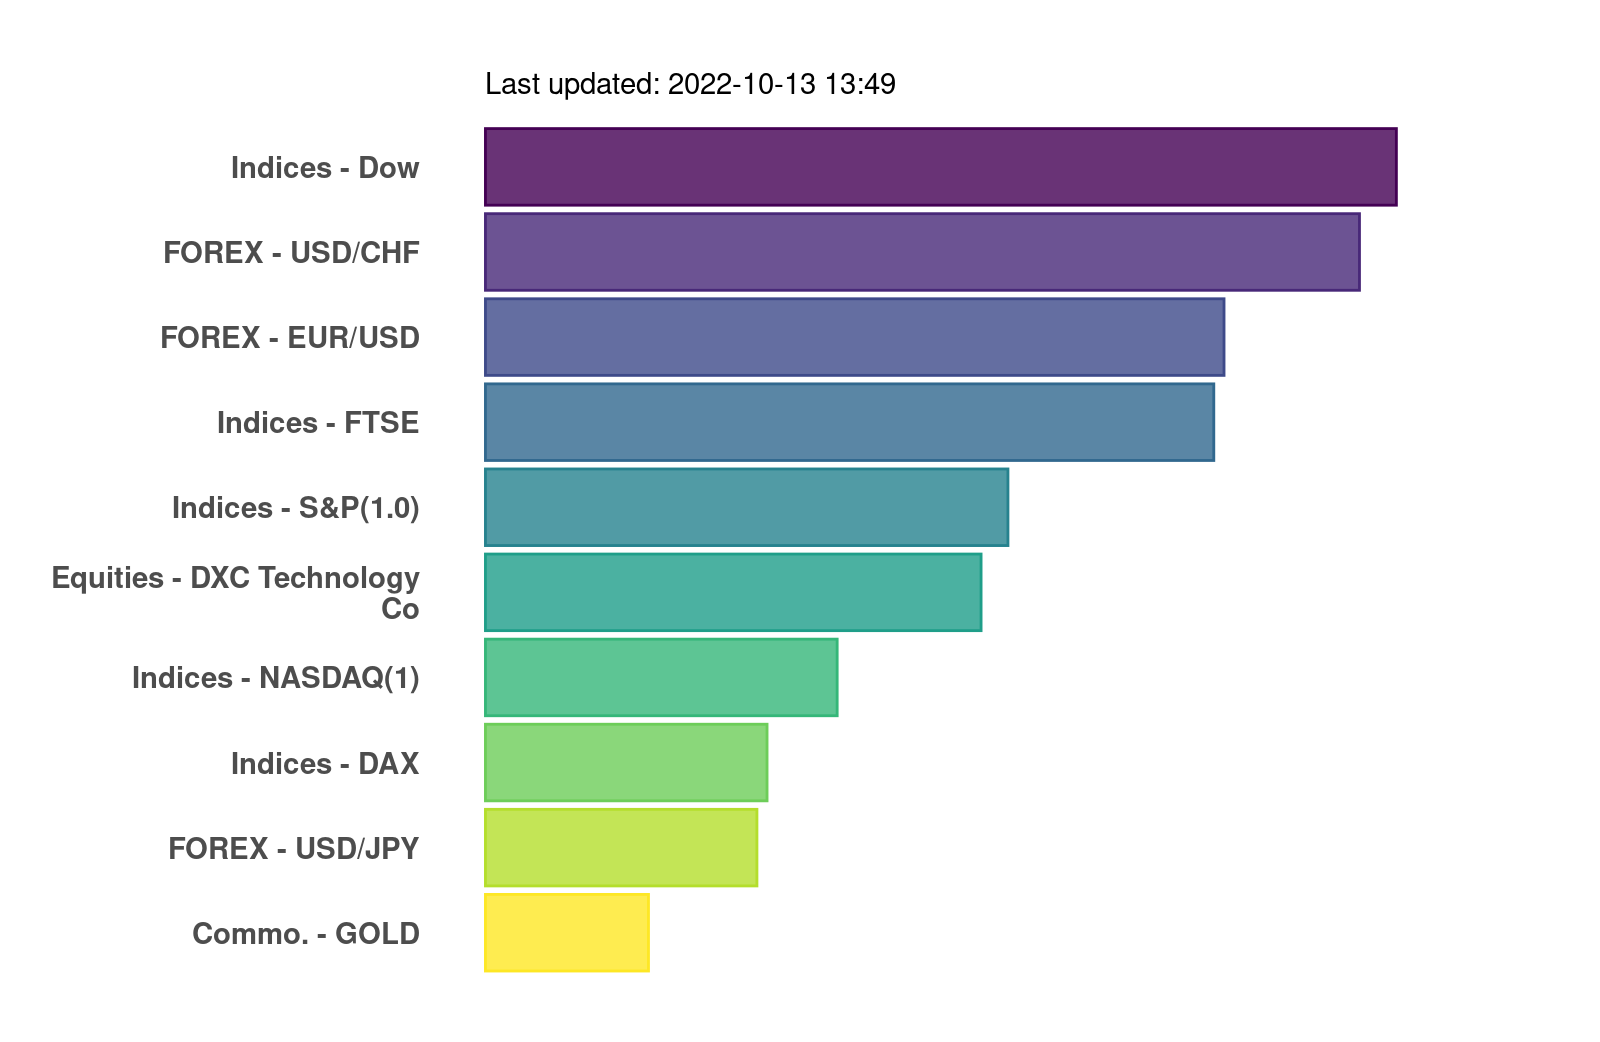 Last updated: 2022-10-13 13:49
Indices - Dow
FOREX - USD/CHF
FOREX - EUR/USD
Indices - FTSE
Indices - S&P(1.0)
Equities - DXC Technology
Co
Indices - NASDAQ(1)
Indices - DAX
FOREX - USD/JPY
Commo. - GOLD